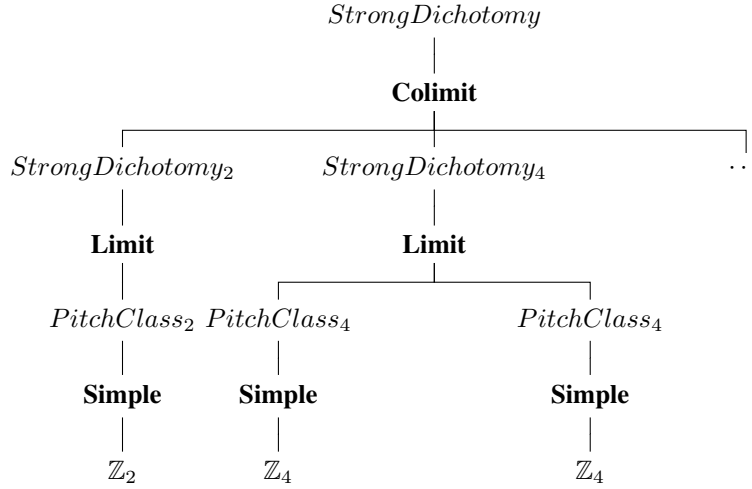 StrongDichotomy
Colimit
StrongDichotomy₂ StrongDichotomy₄ ..
Limit Limit
PitchClass₂ PitchClass₄ PitchClass₄
Simple Simple Simple
ℤ₂ ℤ₄ ℤ₄